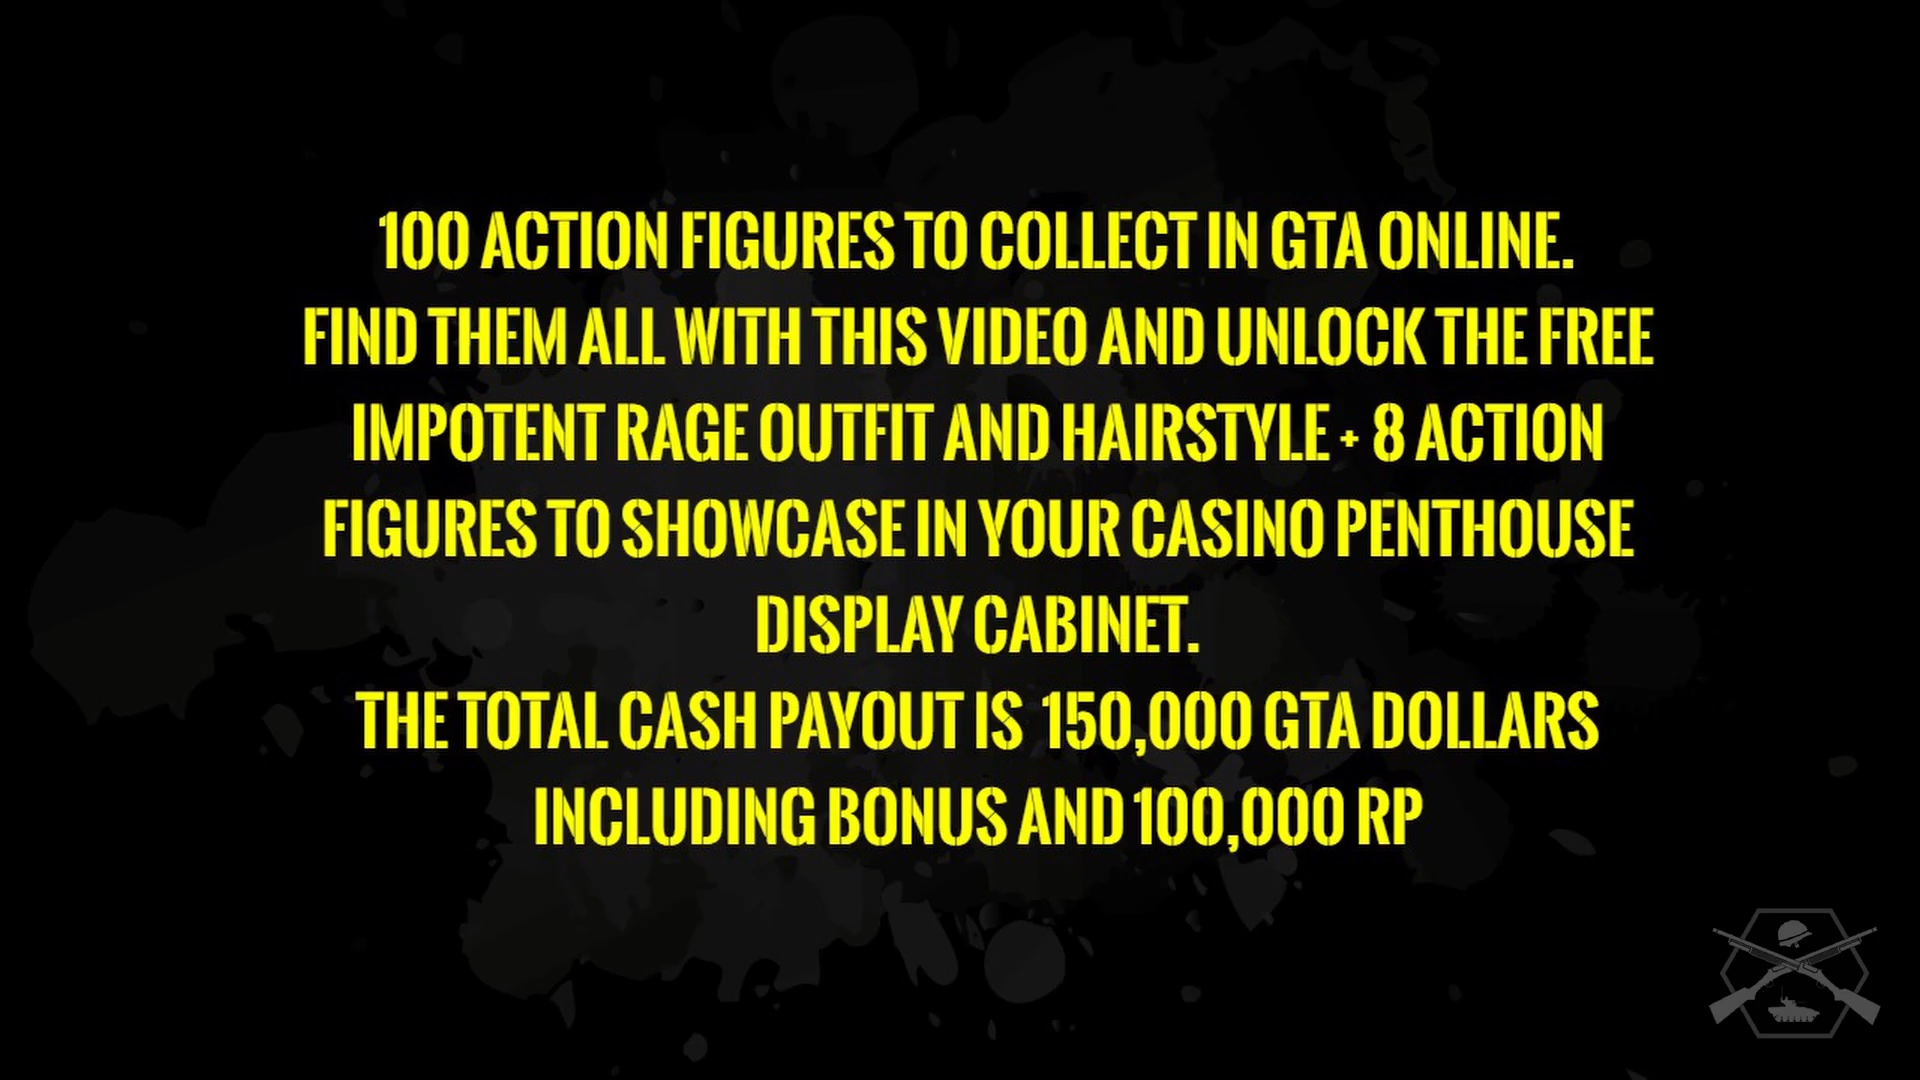 100 ACTION FIGURES TO COLLECT IN GTA ONLINE.
FIND THEM ALL WITH THIS VIDEO AND UNLOCK THE FREE
IMPOTENT RAGE OUTFIT AND HAIRSTYLE + 8 ACTION
FIGURES TO SHOWCASE IN YOUR CASINO PENTHOUSE
DISPLAY CABINET.
THE TOTAL CASH PAYOUT IS 150,000 GTA DOLLARS
INCLUDING BONUS AND 100,000 RP